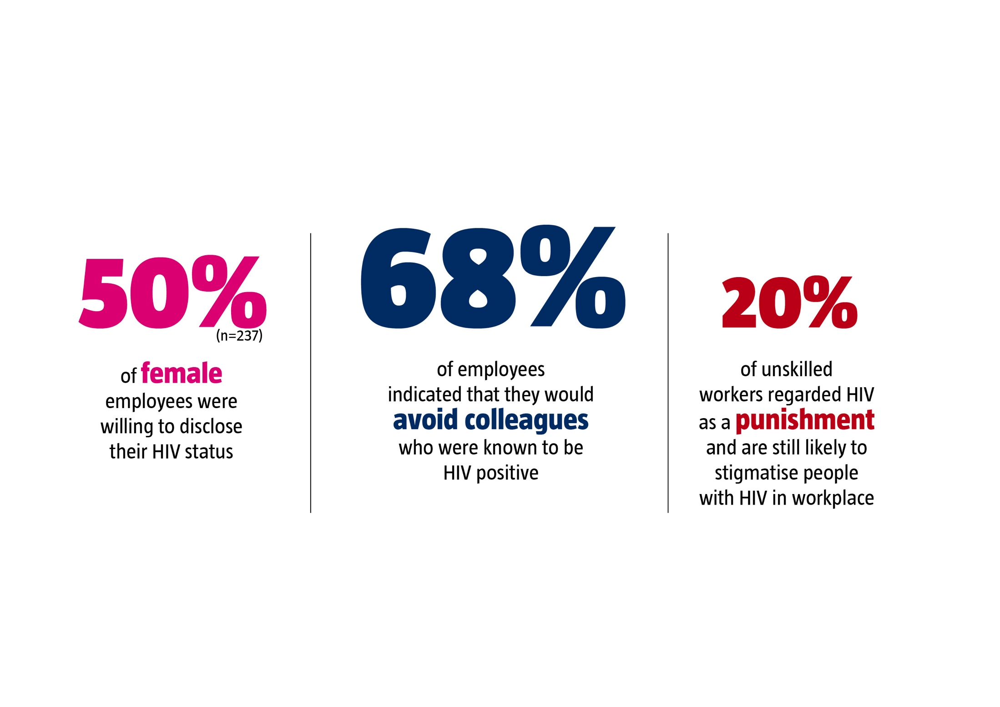 50%
(n=237)
of female
employees were
willing to disclose
their HIV status
68%
of employees
indicated that they would
avoid colleagues
who were known to be
HIV positive
20%
of unskilled
workers regarded HIV
as a punishment
and are still likely to
stigmatise people
with HIV in workplace